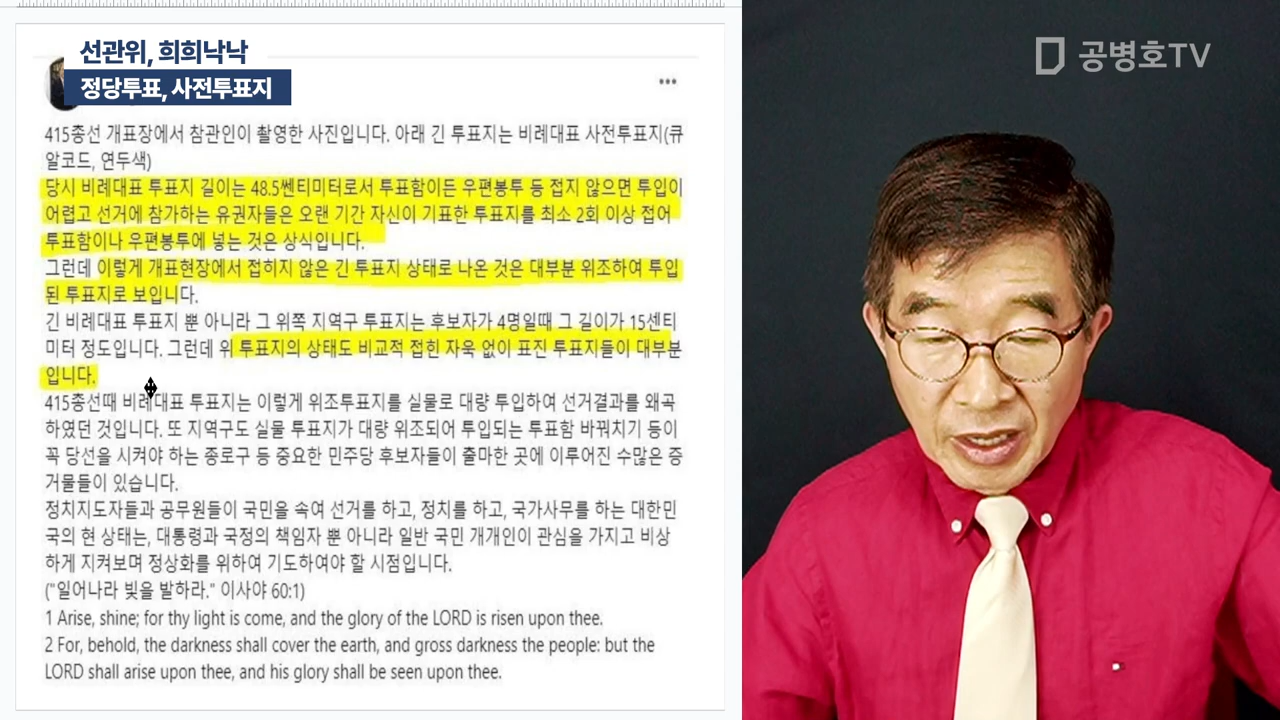 선관위, 희희낙낙
정당투표, 사전투표지
공병호TV
415총선 개표장에서 참관인이 촬영한 사진입니다. 아래 긴 투표지는 비례대표 사전투표지(큐
알코드, 연두색)
당시 비례대표 투표지 길이는 48.5쎈티미터로서 투표함이든 우편봉투 등 접지 않으면 투입이
어렵고 선거에 참가하는 유권자들은 오랜 기간 자신이 기표한 투표지를 최소 2회 이상 접어
투표함이나 우편봉투에 넣는 것은 상식입니다.
그런데 이렇게 개표현장에서 접히지 않은 긴 투표지 상태로 나온 것은 대부분 위조하여 투입
된 투표지로 보입니다.
긴 비례대표 투표지 뿐 아니라 그 위쪽 지역구 투표지는 후보자가 4명일때 그 길이가 15센티
미터 정도입니다. 그런데 위 투표지의 상태도 비교적 접힌 자욱 없이 표진 투표지들이 대부분
입니다.
415총선때 비례대표 투표지는 이렇게 위조투표지를 실물로 대량 투입하여 선거결과를 왜곡
하였던 것입니다. 또 지역구도 실물 투표지가 대량 위조되어 투입되는 투표함 바꿔치기 등이
꼭 당선을 시켜야 하는 종로구 등 중요한 민주당 후보자들이 출마한 곳에 이루어진 수많은 증
거물들이 있습니다.
정치지도자들과 공무원들이 국민을 속여 선거를 하고, 정치를 하고, 국가사무를 하는 대한민
국의 현 상태는, 대통령과 국정의 책임자 뿐 아니라 일반 국민 개개인이 관심을 가지고 비상
하게 지켜보며 정상화를 위하여 기도하여야 할 시점입니다.
("일어나라 빛을 발하라." 이사야 60:1)
1 Arise, shine; for thy light is come, and the glory of the LORD is risen upon thee.
2 For, behold, the darkness shall cover the earth, and gross darkness the people: but the
LORD shall arise upon thee, and his glory shall be seen upon thee.